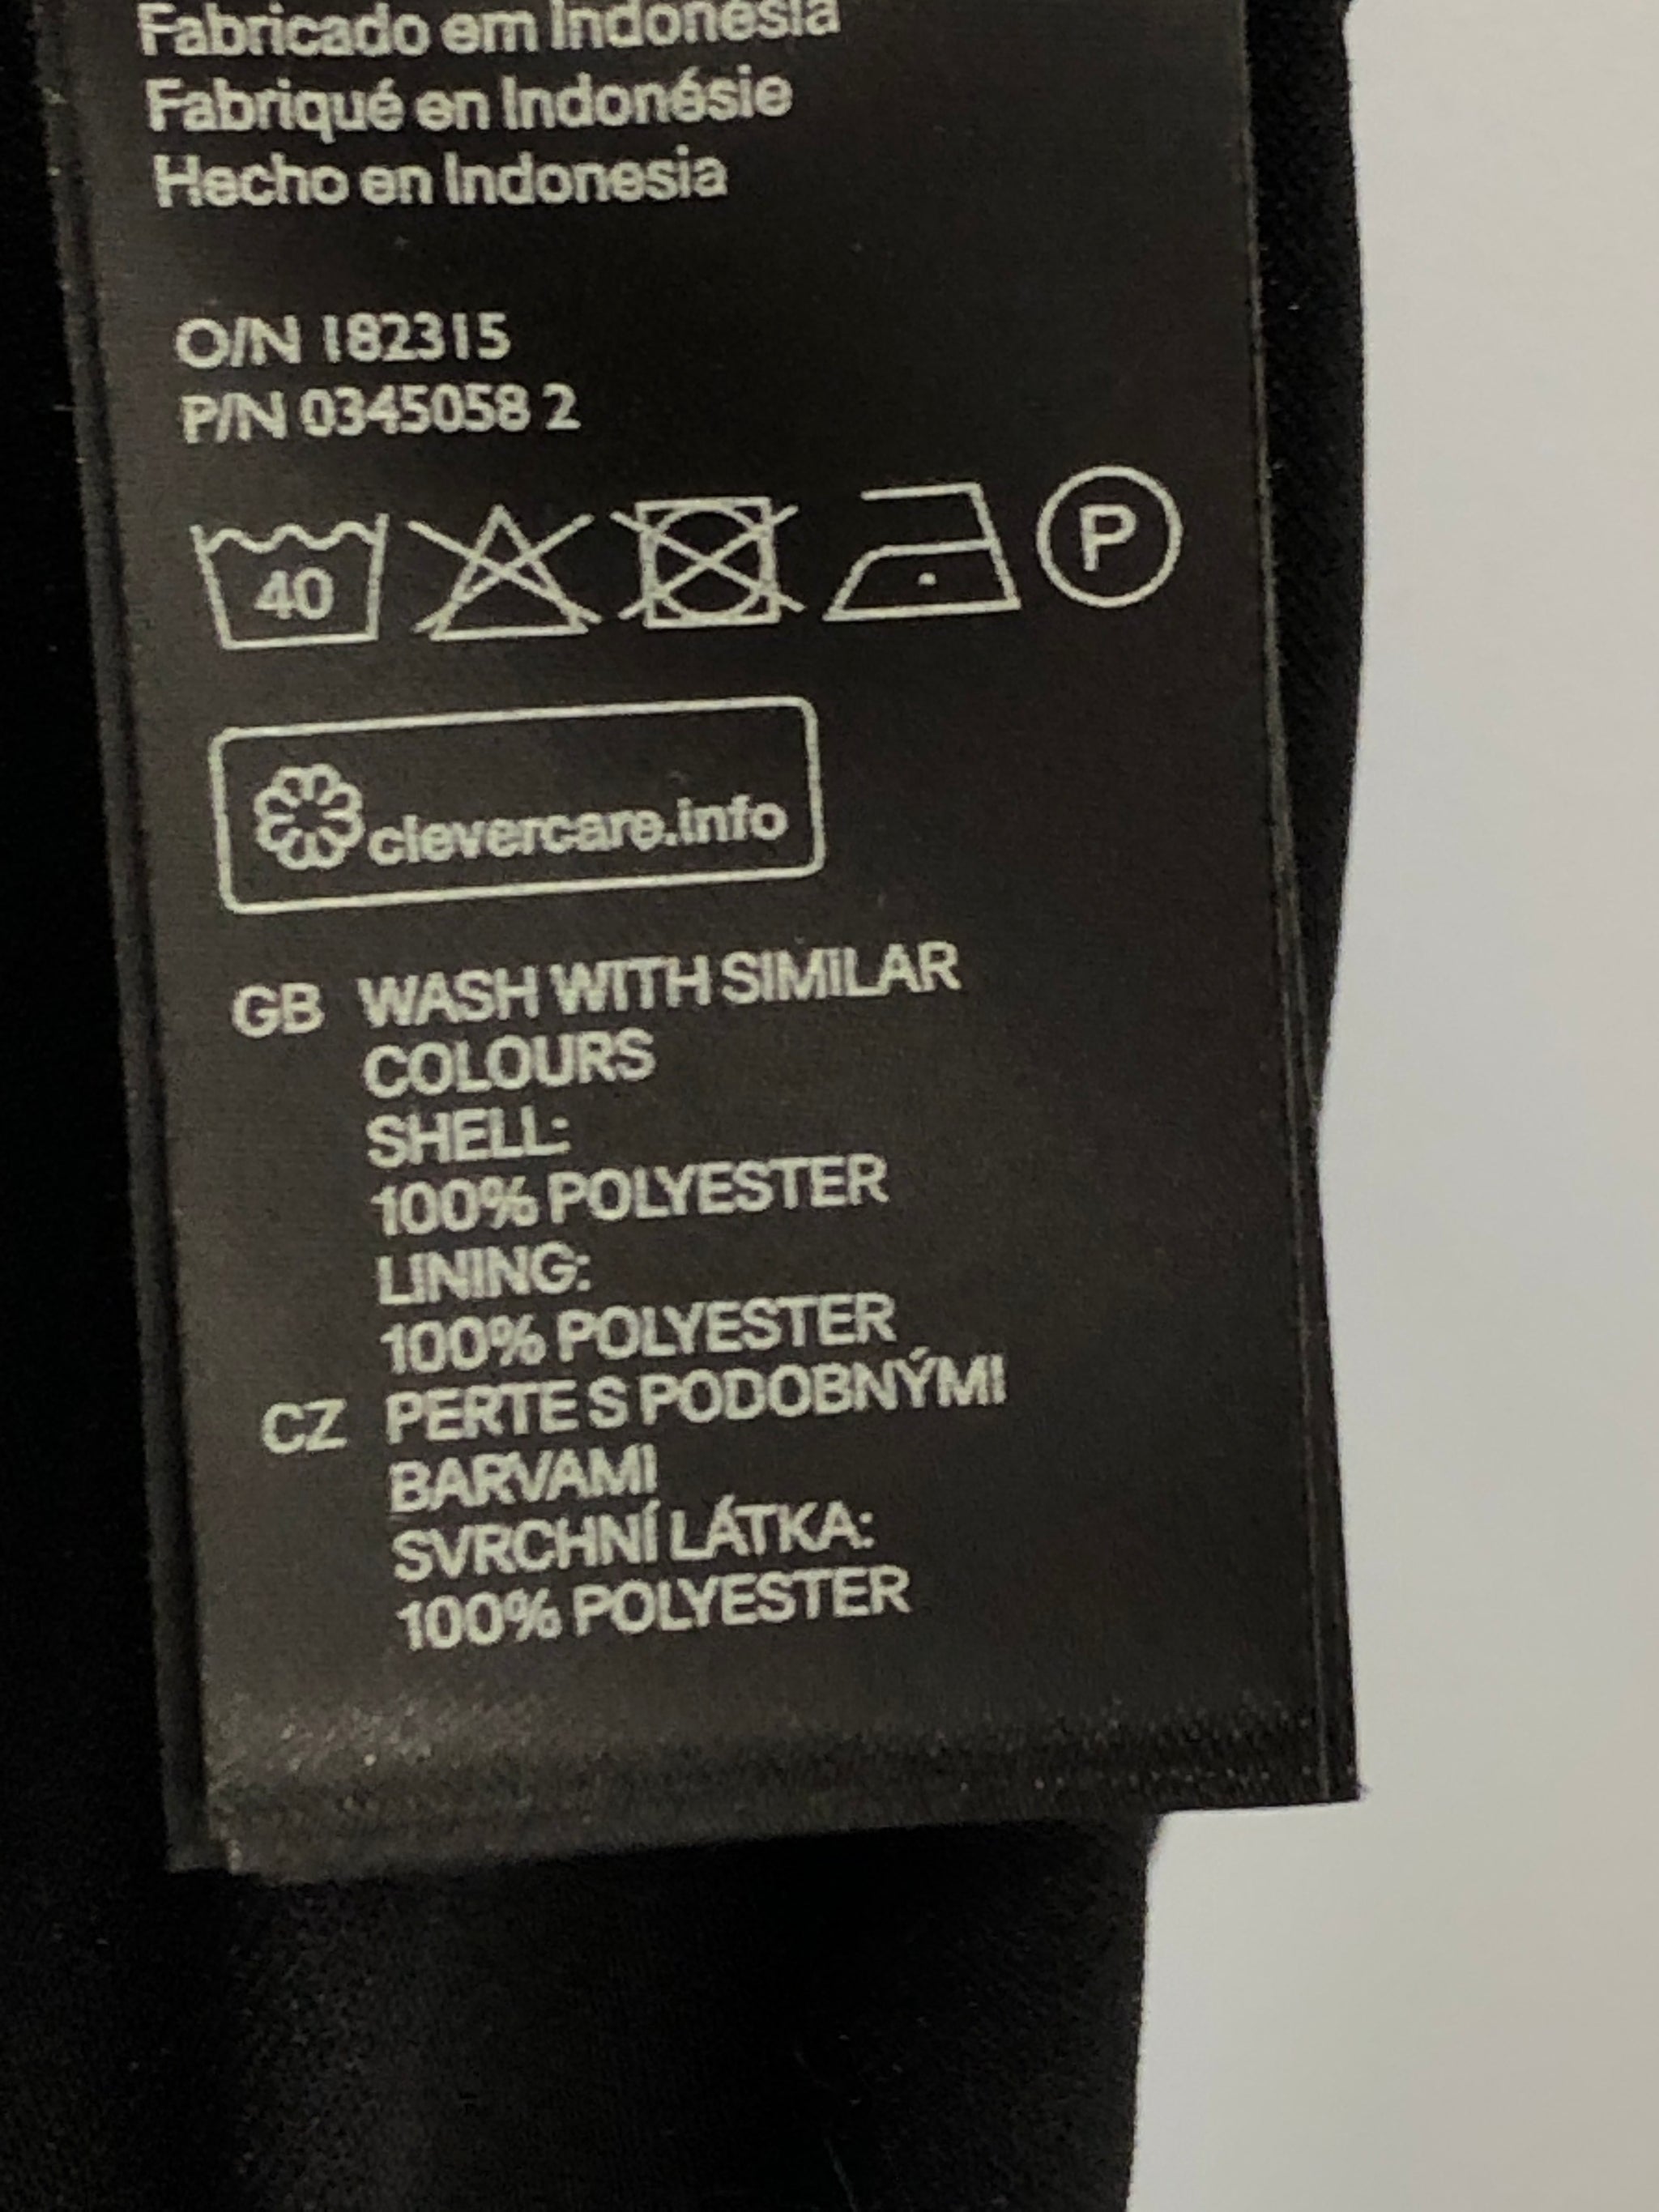 Fabricado em Indonésia
Fabriqué en Indonésie
Hecho en Indonesia
O/N 182315
P/N 0345058 2
40
P
clevercare.info
GB WASH WITH SIMILAR
COLOURS
SHELL:
100% POLYESTER
LINING:
100% POLYESTER
CZ PERTE S PODOBNÝMI
BARVAMI
SVRCHNÍ LÁTKA:
100% POLYESTER